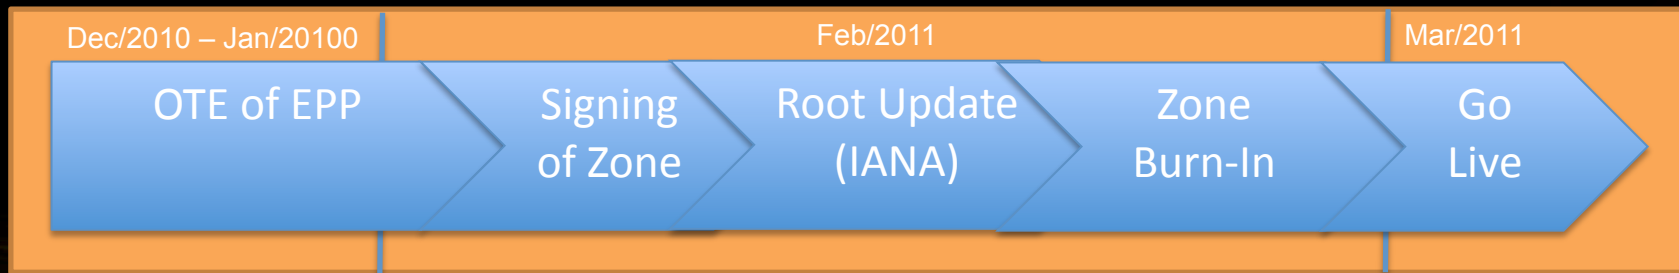 Dec/2010 – Jan/20100
Feb/2011
Mar/2011
OTE of EPP
Signing
of Zone
Root Update
(IANA)
Zone
Burn-In
Go
Live